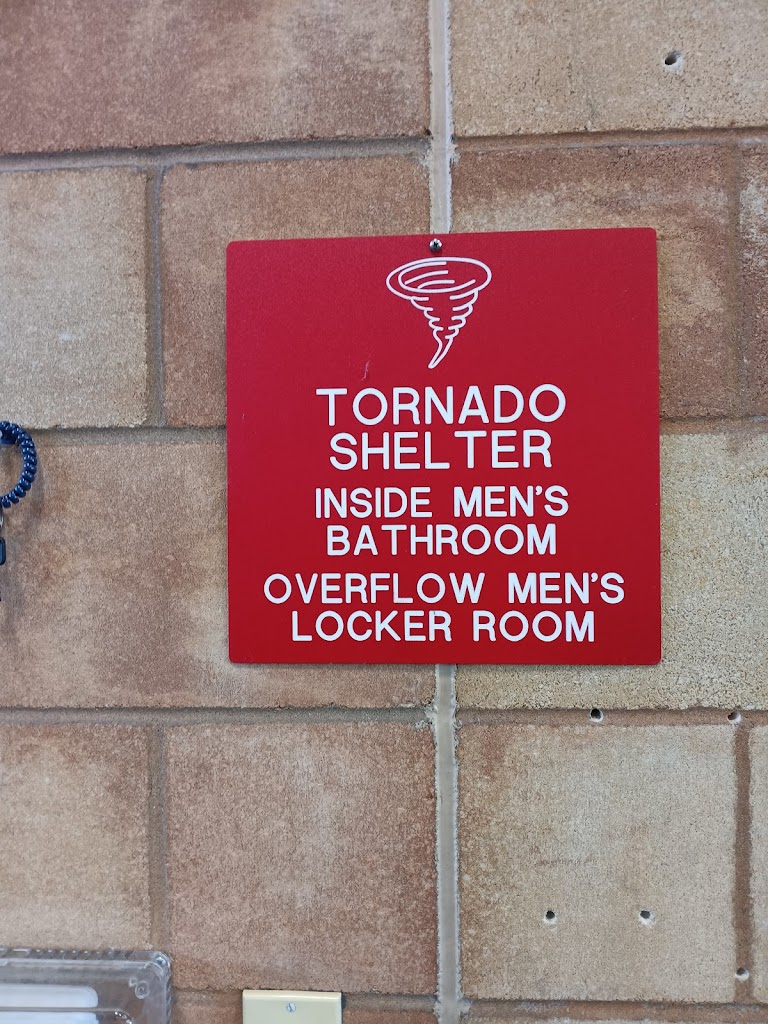 TORNADO
SHELTER
INSIDE MEN'S
BATHROOM
OVERFLOW MEN'S
LOCKER ROOM